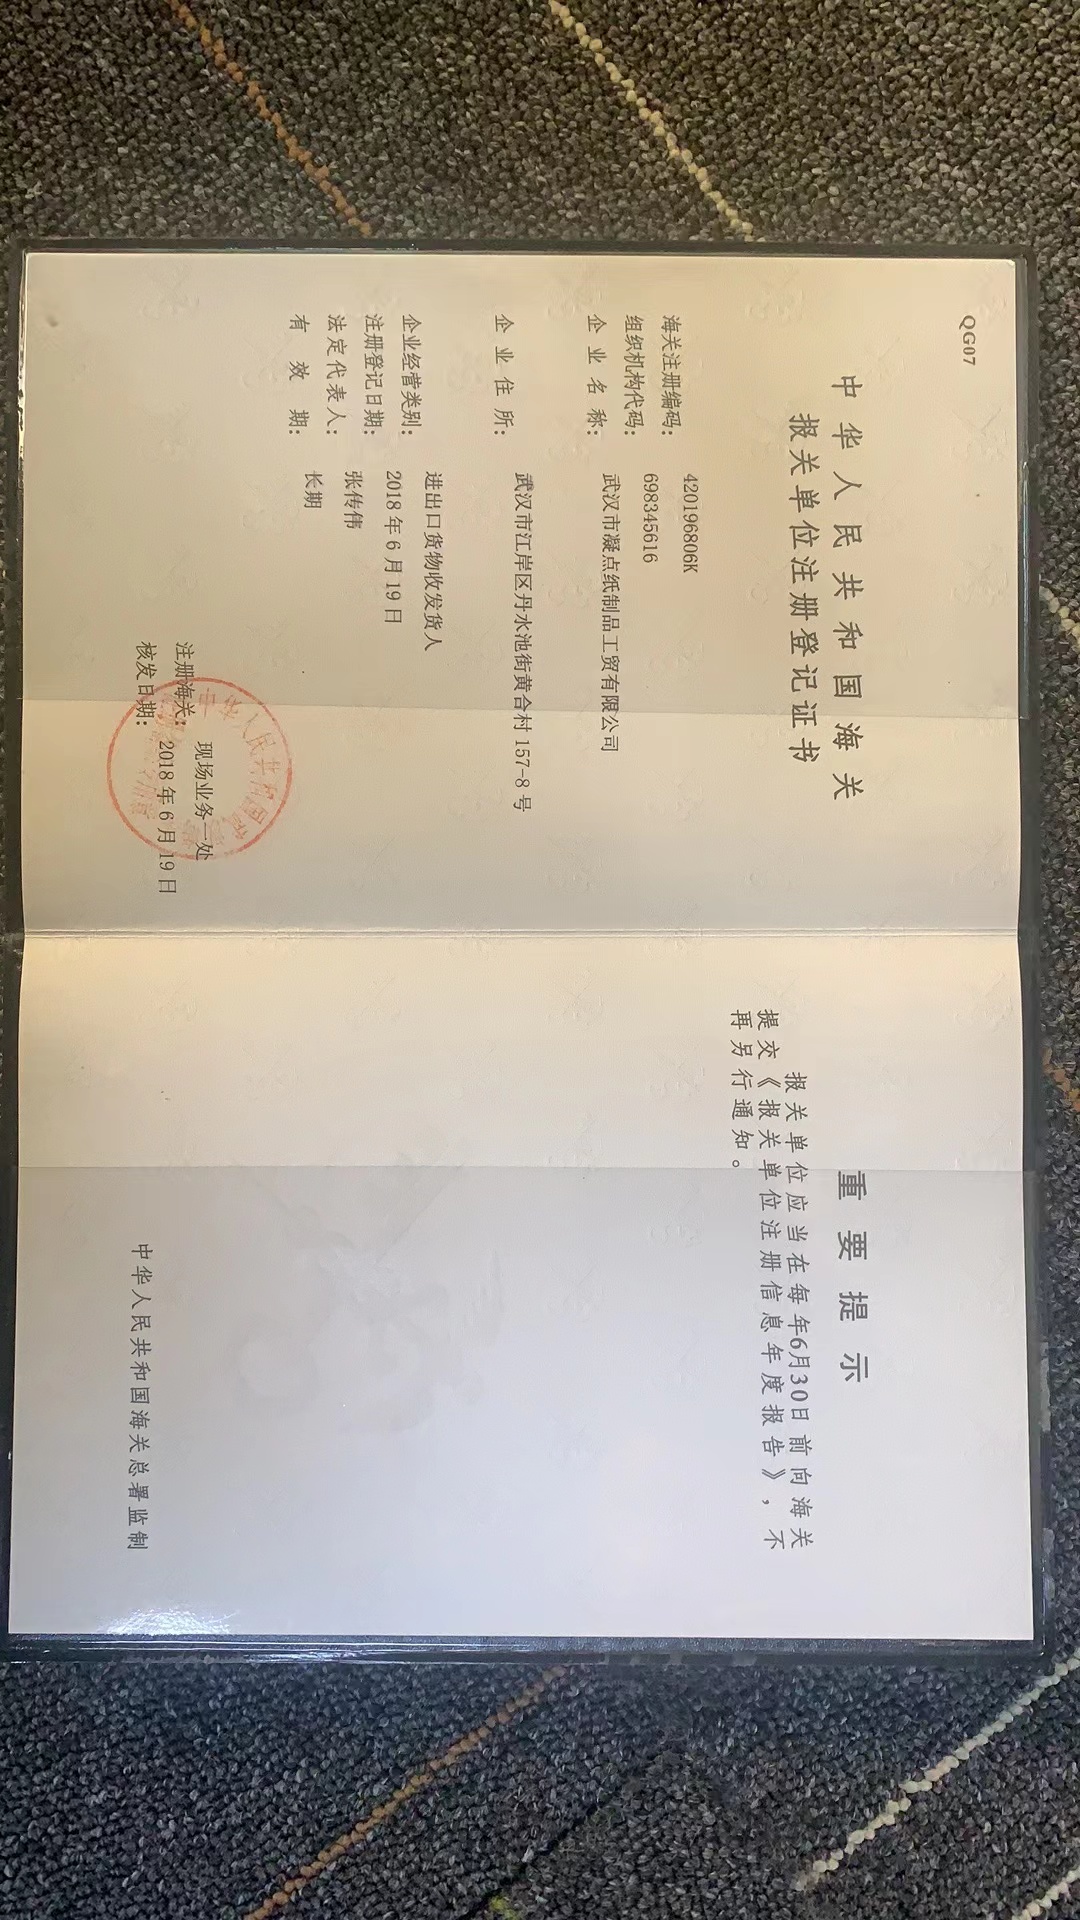 QG07
中华人民共和国海关
报关单位注册登记证书
海关注册编码： 420196806K
组织机构代码： 698345616
企业名称： 武汉市凝点纸制品工贸有限公司
企业住所： 武汉市江岸区丹水池街黄合村157-8号
企业经营类别： 进出口货物收发货人
注册登记日期： 2018年6月19日
法定代表人： 张传伟
有效期： 长期
注册海关： 现场业务一处
核发日期： 2018年6月19日
中华人民共和国
重要提示
报关单位应当在每年6月30日前向海关
提交《报关单位注册信息年度报告》，不
再另行通知。
中华人民共和国海关总署监制